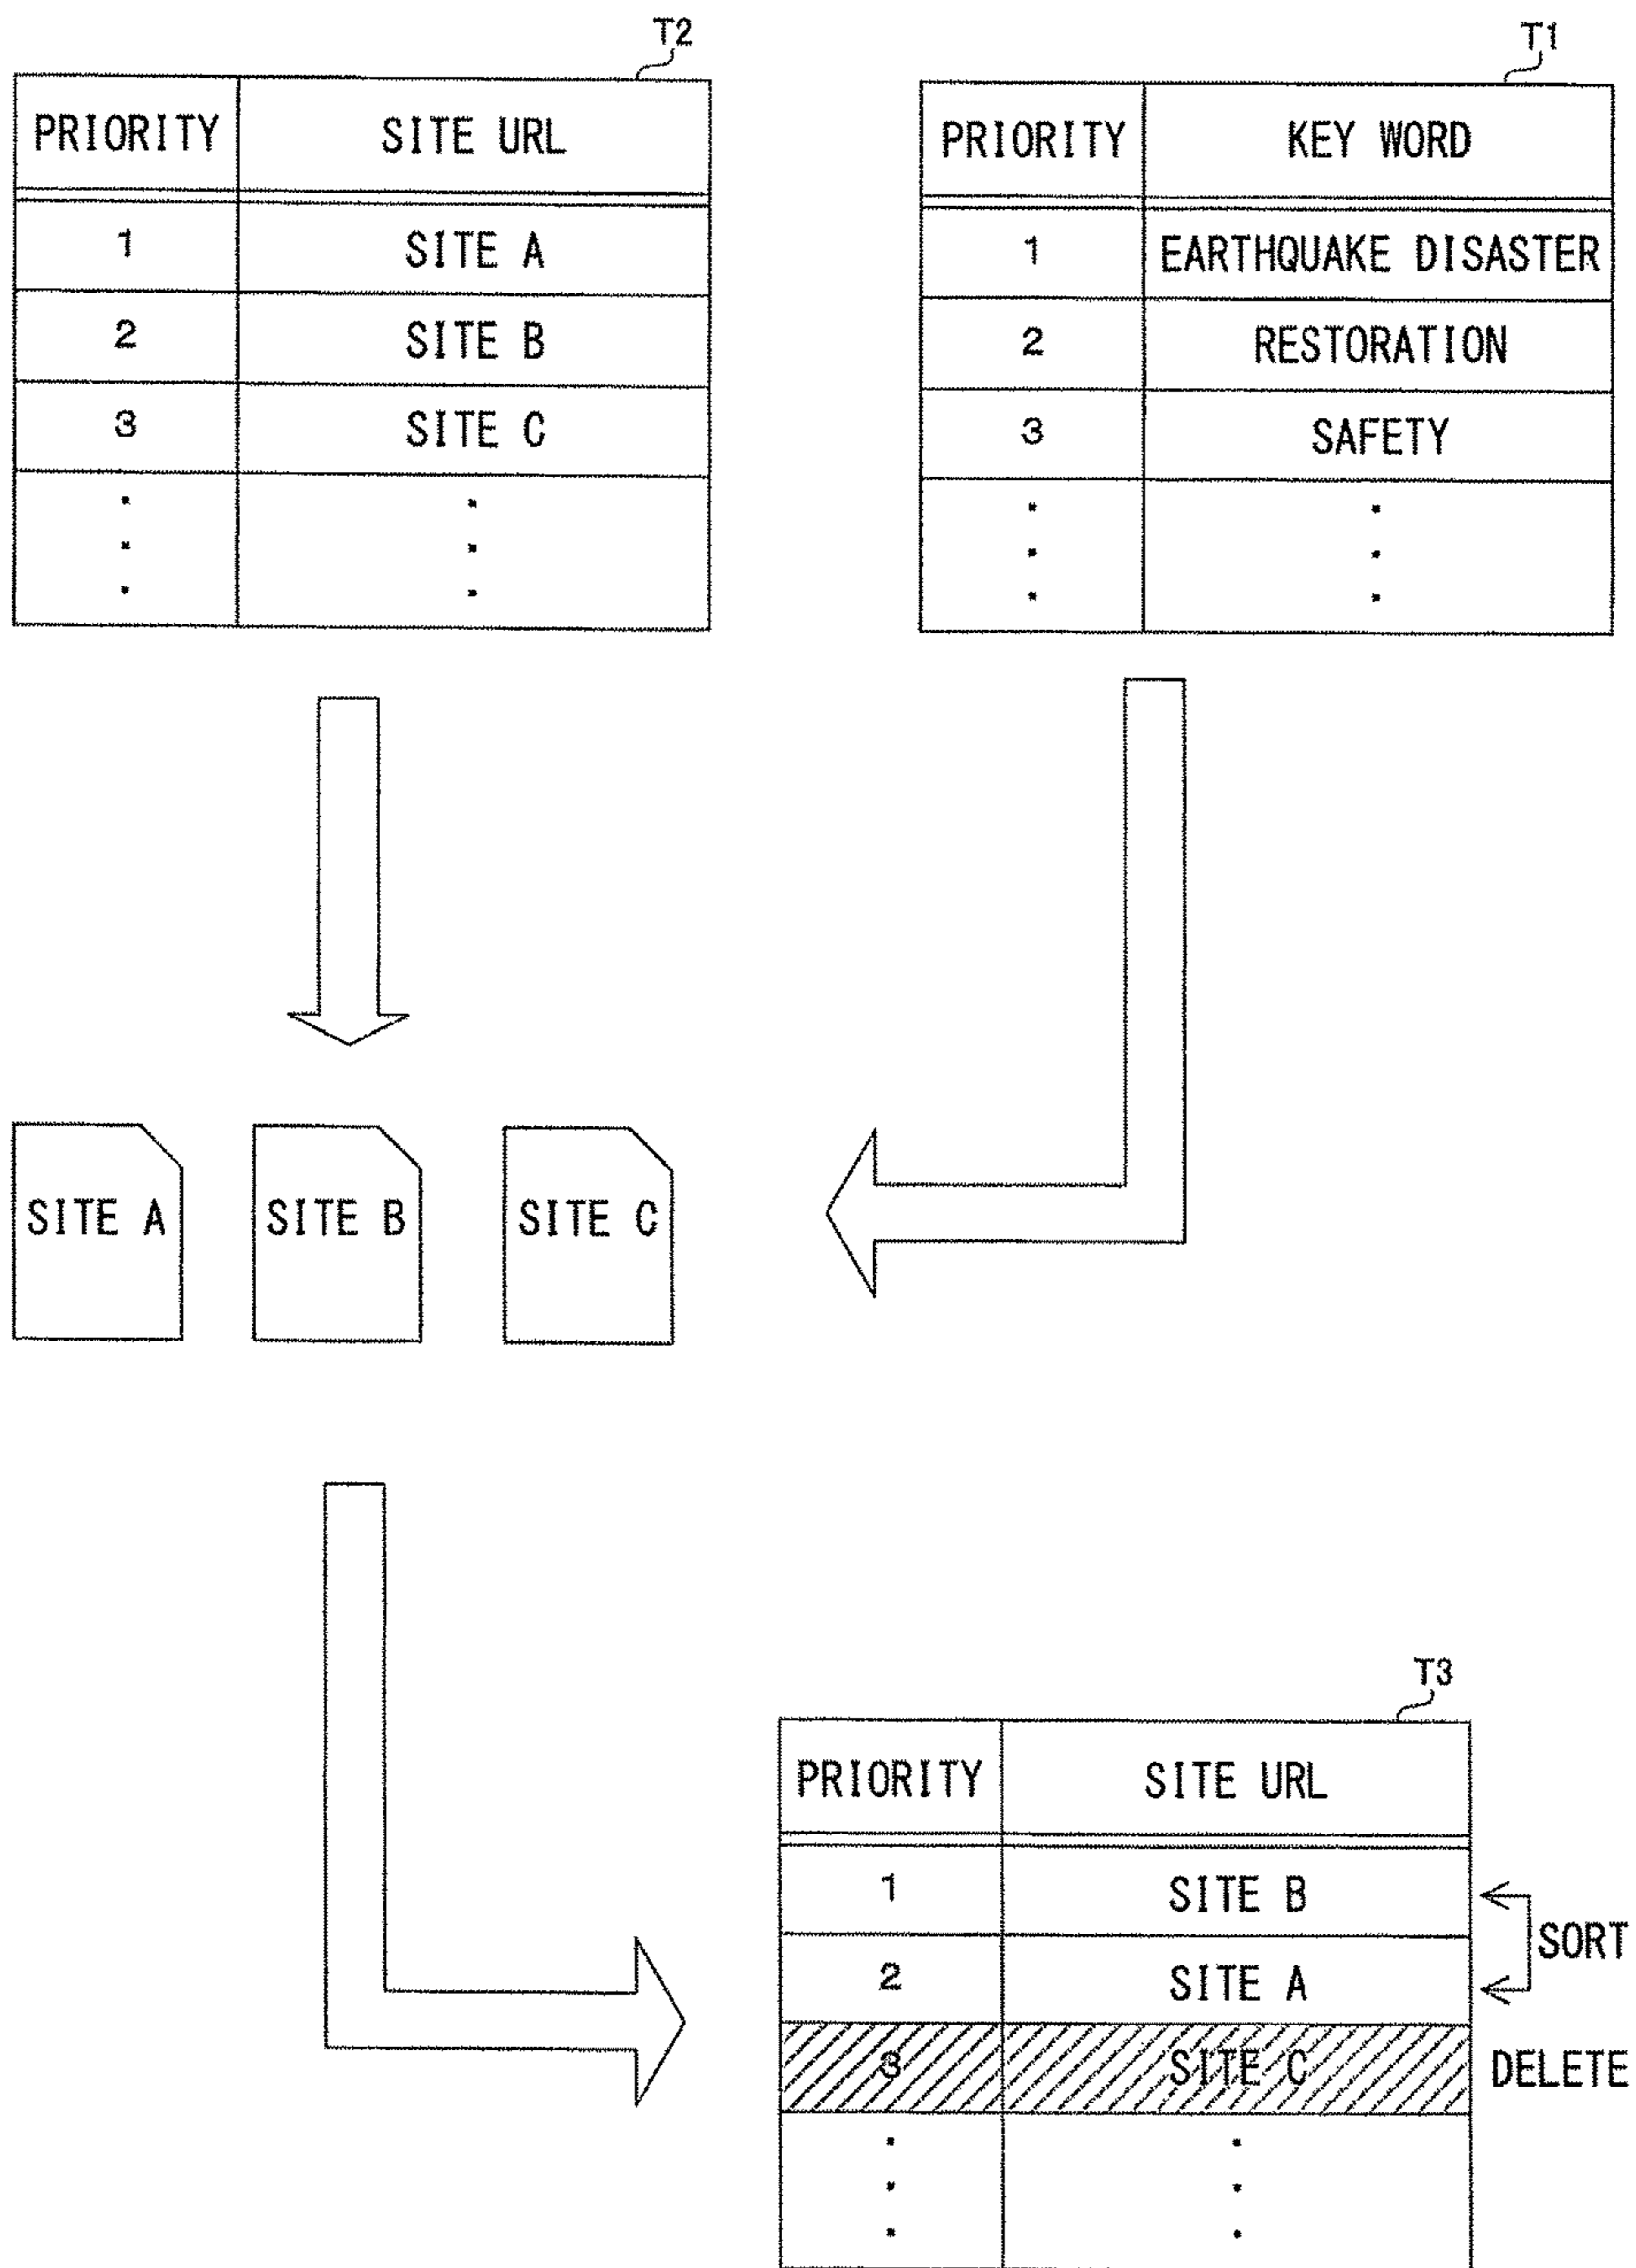 T2
PRIORITY SITE URL
1 SITE A
2 SITE B
3 SITE C
T1
PRIORITY KEY WORD
1 EARTHQUAKE DISASTER
2 RESTORATION
3 SAFETY
SITE A SITE B SITE C
T3
PRIORITY SITE URL
1 SITE B
SORT
2 SITE A
3 SITE C DELETE